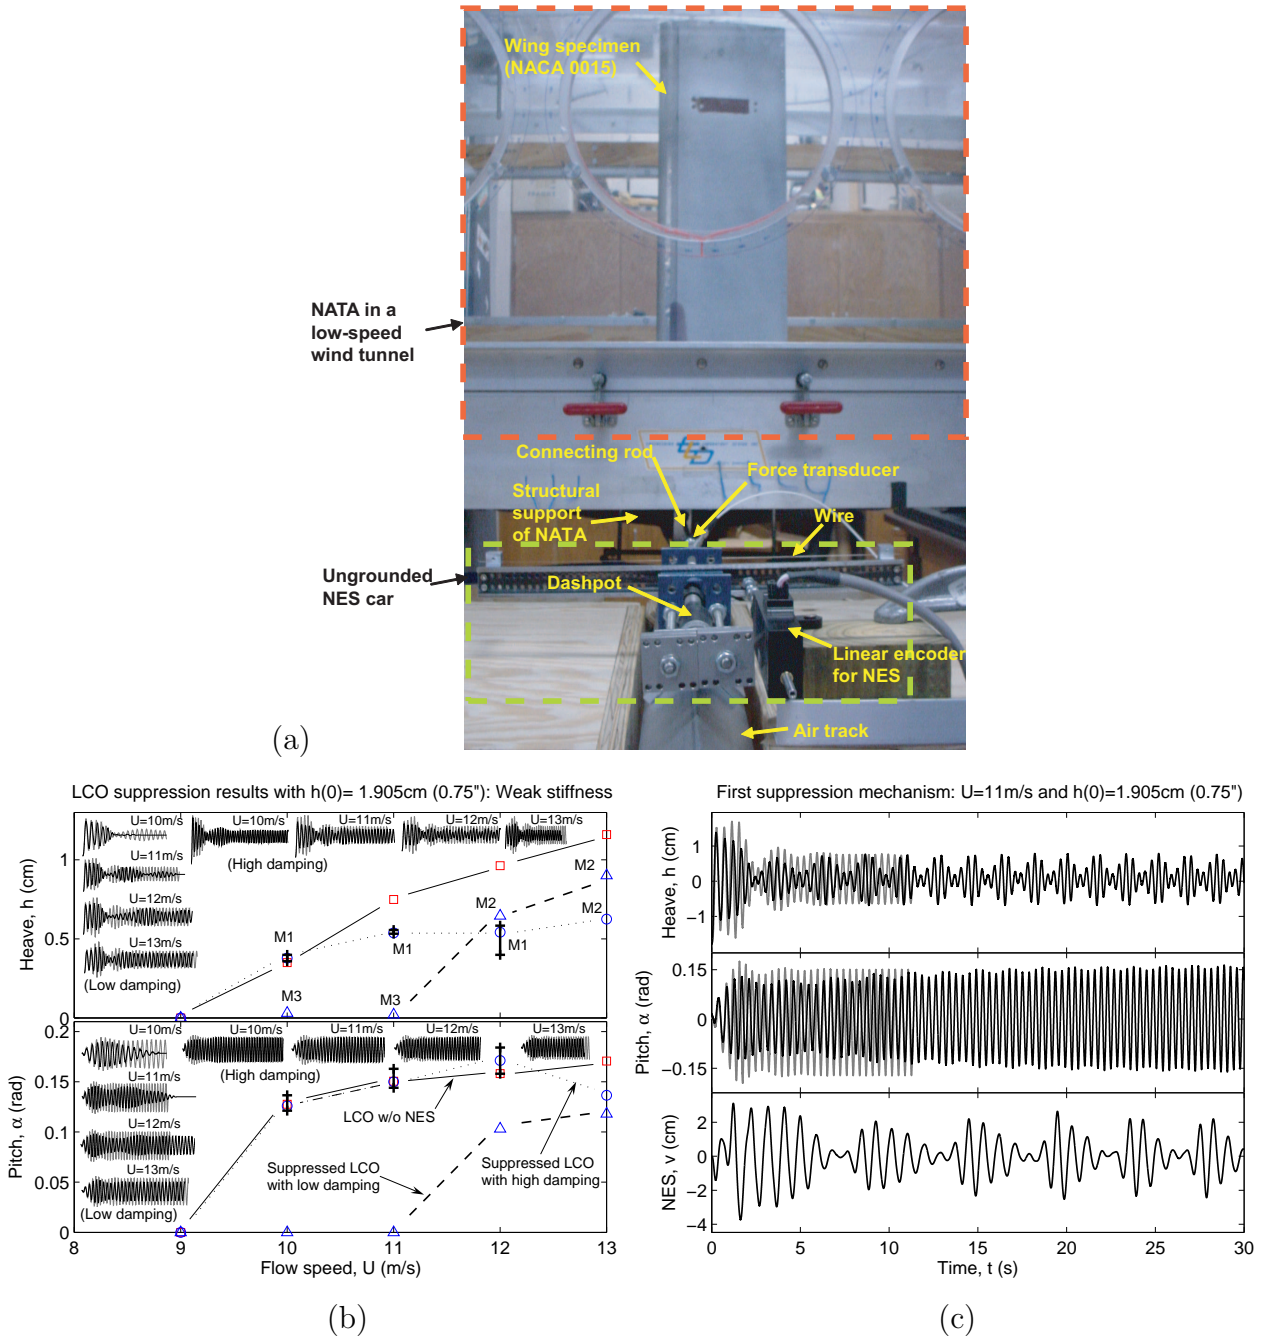 Wing specimen
(NACA 0015)
NATA in a
low-speed
wind tunnel
Connecting rod
Force transducer
Structural
support
of NATA
Wire
Ungrounded
NES car
Dashpot
Linear encoder
for NES
Air track
(a)
LCO suppression results with h(0)= 1.905cm (0.75"): Weak stiffness
U=10m/s
U=10m/s
U=11m/s
U=12m/s
U=13m/s
(High damping)
U=11m/s
U=12m/s
U=13m/s
(Low damping)
M1
M3
M1
M3
M2
M1
M2
M2
1
0.5
0
Heave, h (cm)
U=10m/s
U=10m/s
U=11m/s
U=12m/s
U=13m/s
(High damping)
U=11m/s
U=12m/s
U=13m/s
(Low damping)
LCO w/o NES
Suppressed LCO
with low damping
Suppressed LCO
with high damping
0.2
0.15
0.1
0.05
0
Pitch, α (rad)
8
9
10
11
12
13
Flow speed, U (m/s)
(b)
First suppression mechanism: U=11m/s and h(0)=1.905cm (0.75")
1
0
−1
Heave, h (cm)
0.15
0
−0.15
Pitch, α (rad)
2
0
−2
−4
NES, v (cm)
0
5
10
15
20
25
30
Time, t (s)
(c)